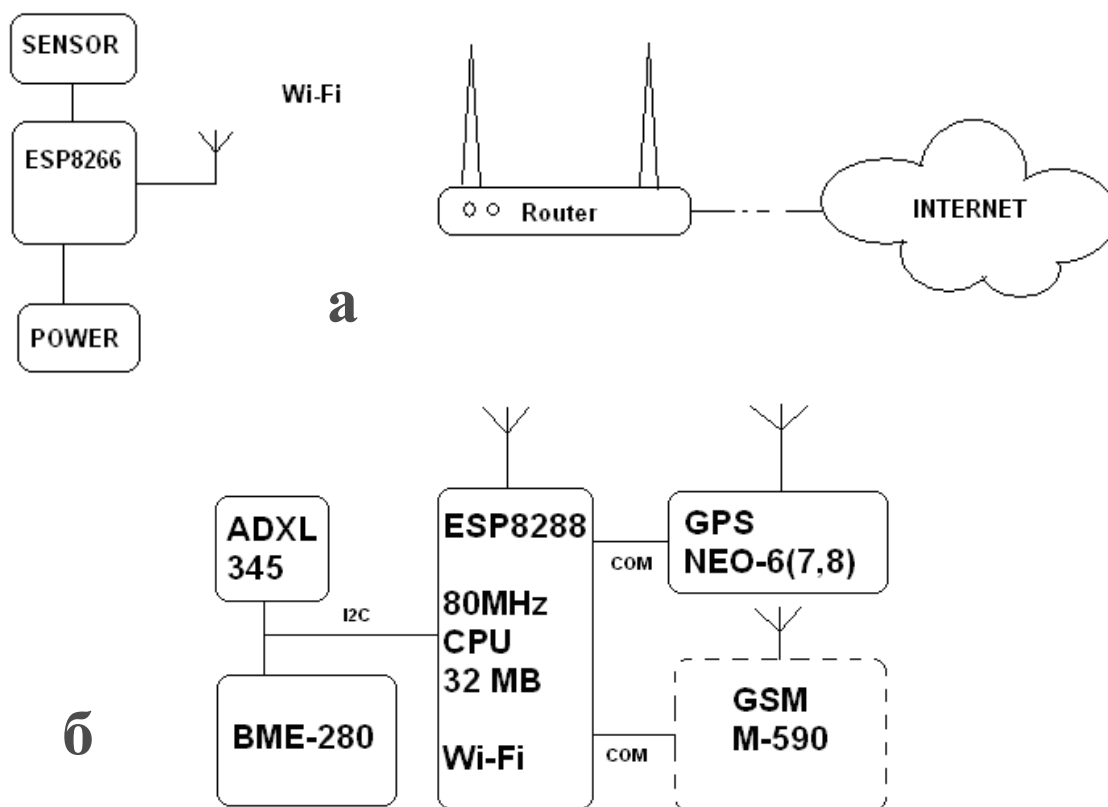 SENSOR
Wi-Fi
ESP8266
INTERNET
Router
а
POWER
ADXL
345
ESP8288
GPS
NEO-6(7,8)
COM
I2C
80MHz
CPU
32 MB
GSM
M-590
BME-280
б
Wi-Fi
COM